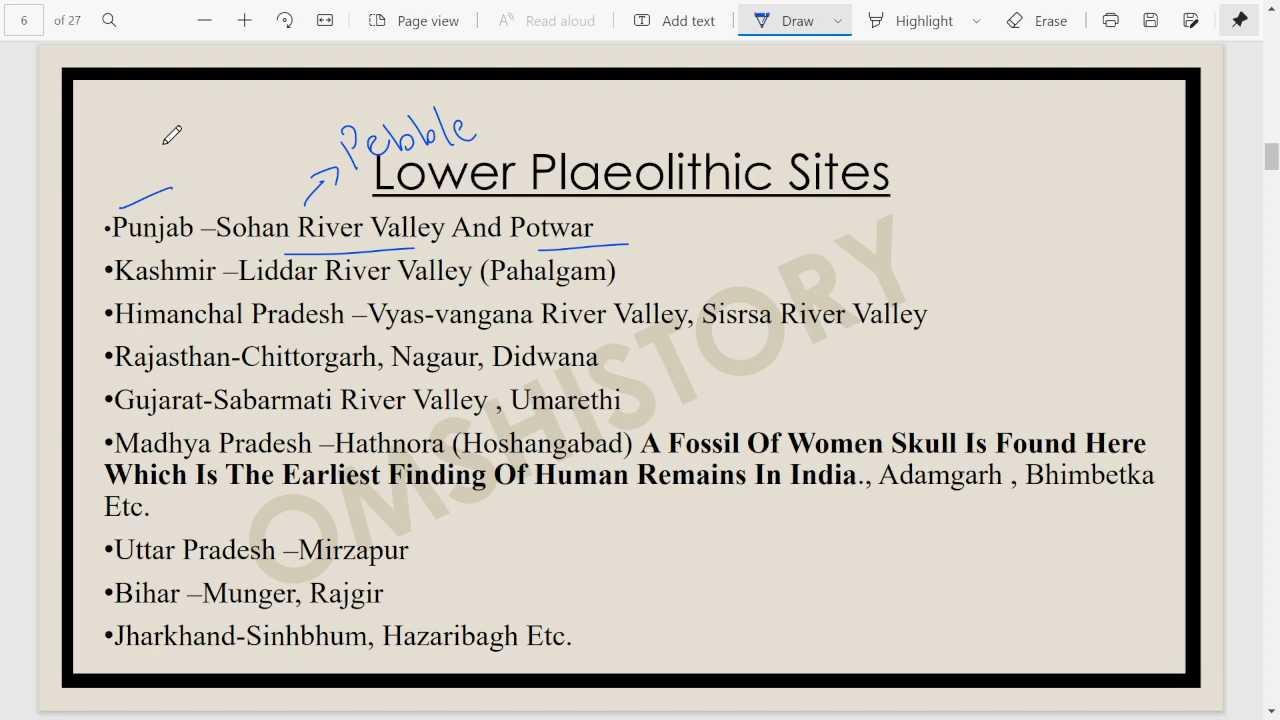 6 of 27 Page view Read aloud Add text Draw Highlight Erase
Pebble
Lower Plaeolithic Sites
•Punjab –Sohan River Valley And Potwar
•Kashmir –Liddar River Valley (Pahalgam)
•Himanchal Pradesh –Vyas-vangana River Valley, Sisrsa River Valley
•Rajasthan-Chittorgarh, Nagaur, Didwana
•Gujarat-Sabarmati River Valley , Umarethi
•Madhya Pradesh –Hathnora (Hoshangabad) A Fossil Of Women Skull Is Found Here
Which Is The Earliest Finding Of Human Remains In India., Adamgarh , Bhimbetka
Etc.
•Uttar Pradesh –Mirzapur
•Bihar –Munger, Rajgir
•Jharkhand-Sinhbhum, Hazaribagh Etc.
OMSHISTORY